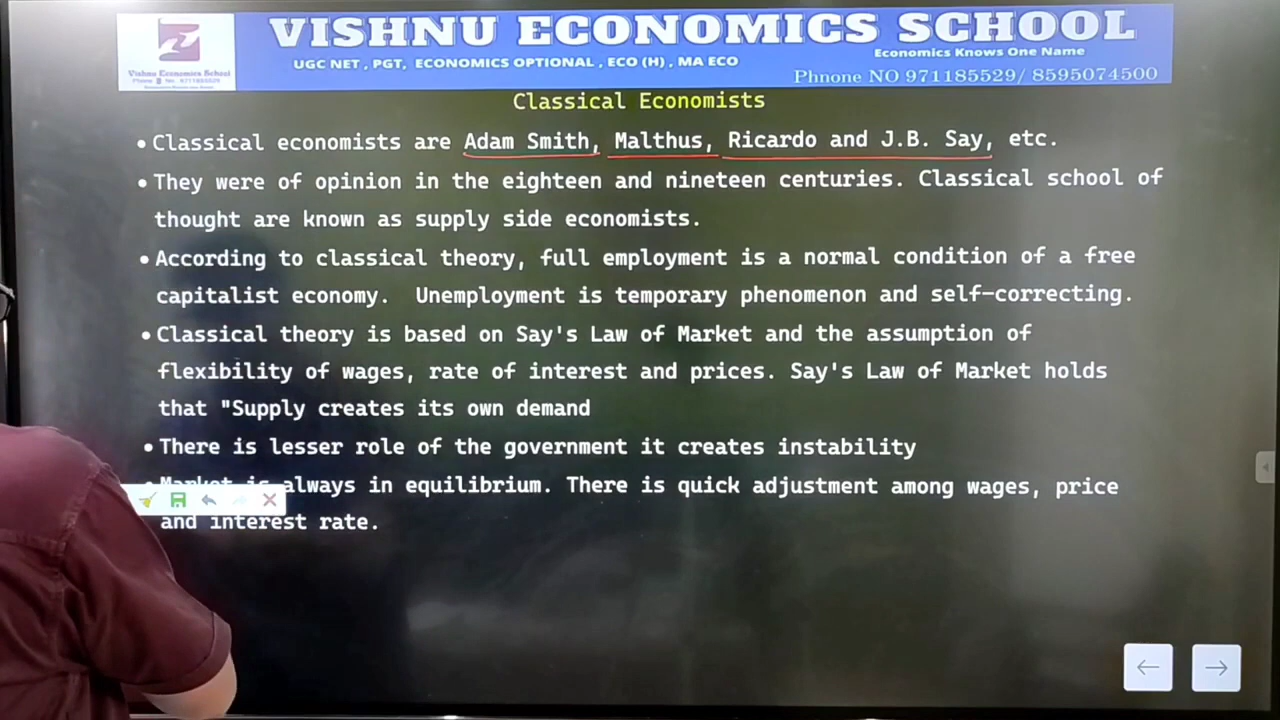 VISHNU ECONOMICS SCHOOL
Economics Knows One Name
UGC NET , PGT, ECONOMICS OPTIONAL , ECO (H) , MA ECO
Phnone NO 971185529/ 8595074500
Vishnu Economics School
Classical Economists
• Classical economists are Adam Smith, Malthus, Ricardo and J.B. Say, etc.
• They were of opinion in the eighteen and nineteen centuries. Classical school of
thought are known as supply side economists.
• According to classical theory, full employment is a normal condition of a free
capitalist economy. Unemployment is temporary phenomenon and self-correcting.
• Classical theory is based on Say's Law of Market and the assumption of
flexibility of wages, rate of interest and prices. Say's Law of Market holds
that "Supply creates its own demand
• There is lesser role of the government it creates instability
Market is always in equilibrium. There is quick adjustment among wages, price
and interest rate.